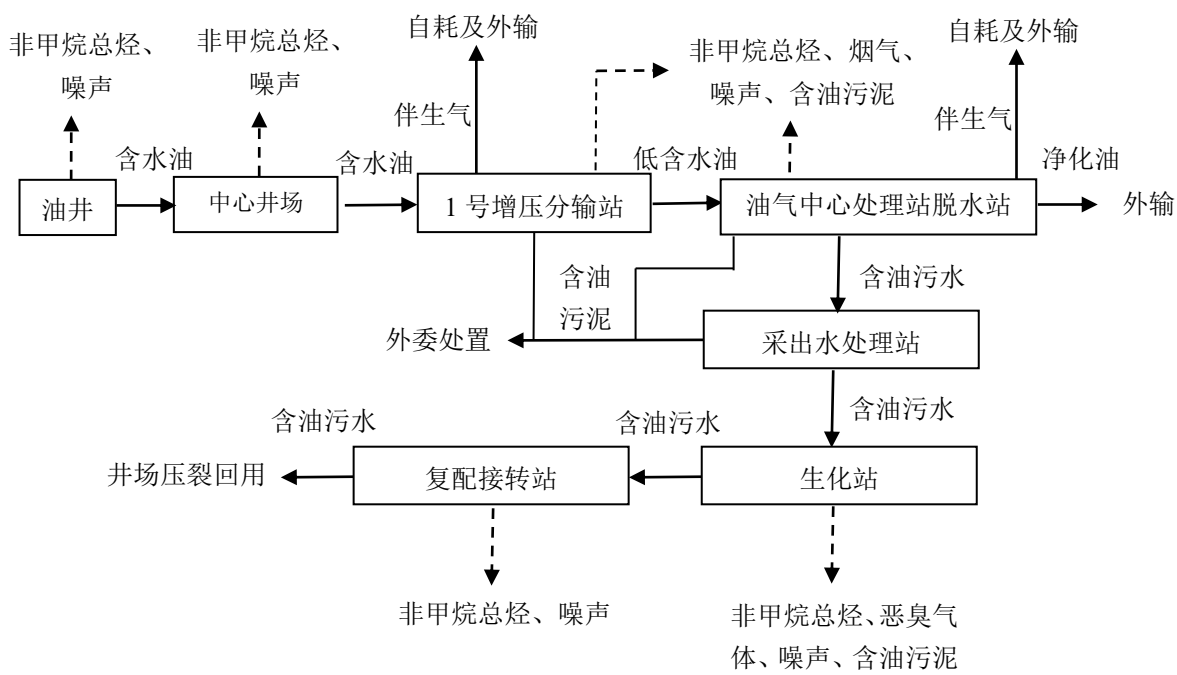 自耗及外输
非甲烷总烃、
噪声
非甲烷总烃、
噪声
非甲烷总烃、烟气、
噪声、含油污泥
自耗及外输
伴生气
伴生气
含水油
含水油
低含水油
净化油
油井
中心井场
1号增压分输站
油气中心处理站脱水站
外输
含油
污泥
含油污水
外委处置
采出水处理站
含油污水
含油污水
含油污水
井场压裂回用
复配接转站
生化站
非甲烷总烃、噪声
非甲烷总烃、恶臭气
体、噪声、含油污泥